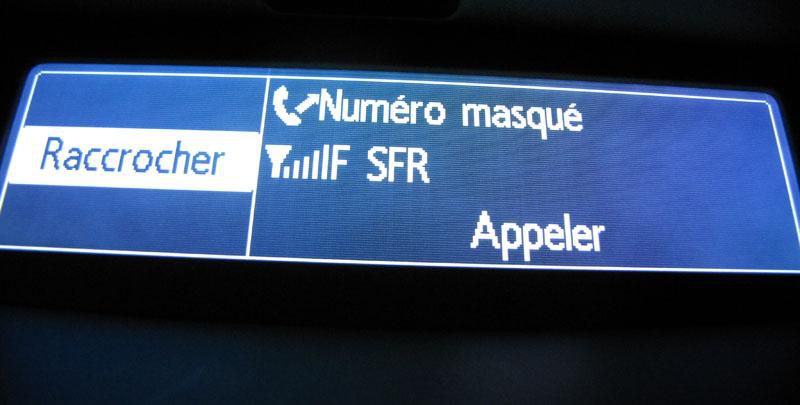 Raccrocher
Numéro masqué
F SFR
Appeler